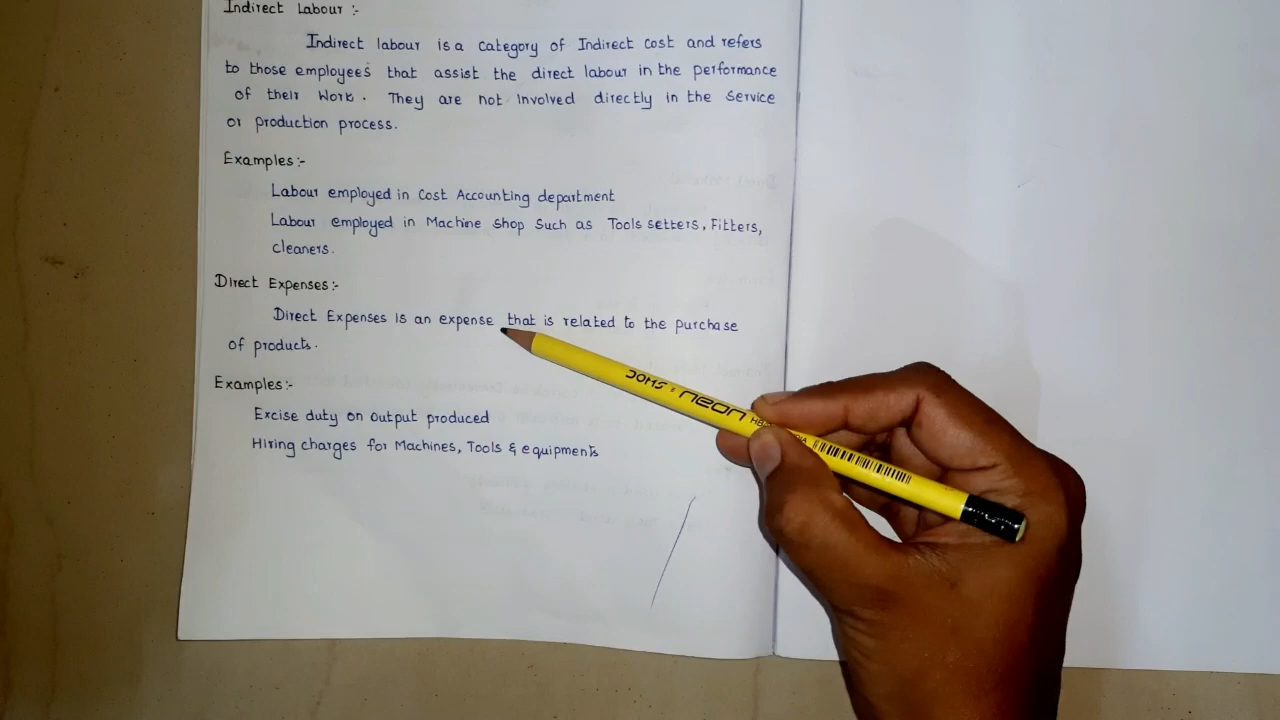 Indirect Labour :-
Indirect labour is a category of Indirect cost and refers
to those employees that assist the direct labour in the performance
of their work. They are not Involved directly in the service
or production process.
Examples :-
Labour employed in Cost Accounting department
Labour employed in Machine Shop Such as Tools setters, Fitters,
cleaners.
Direct Expenses :-
Direct Expenses is an expense that is related to the purchase
of products.
Examples :-
Excise duty on output produced
Hiring charges for Machines, Tools & equipments
DOMS neon